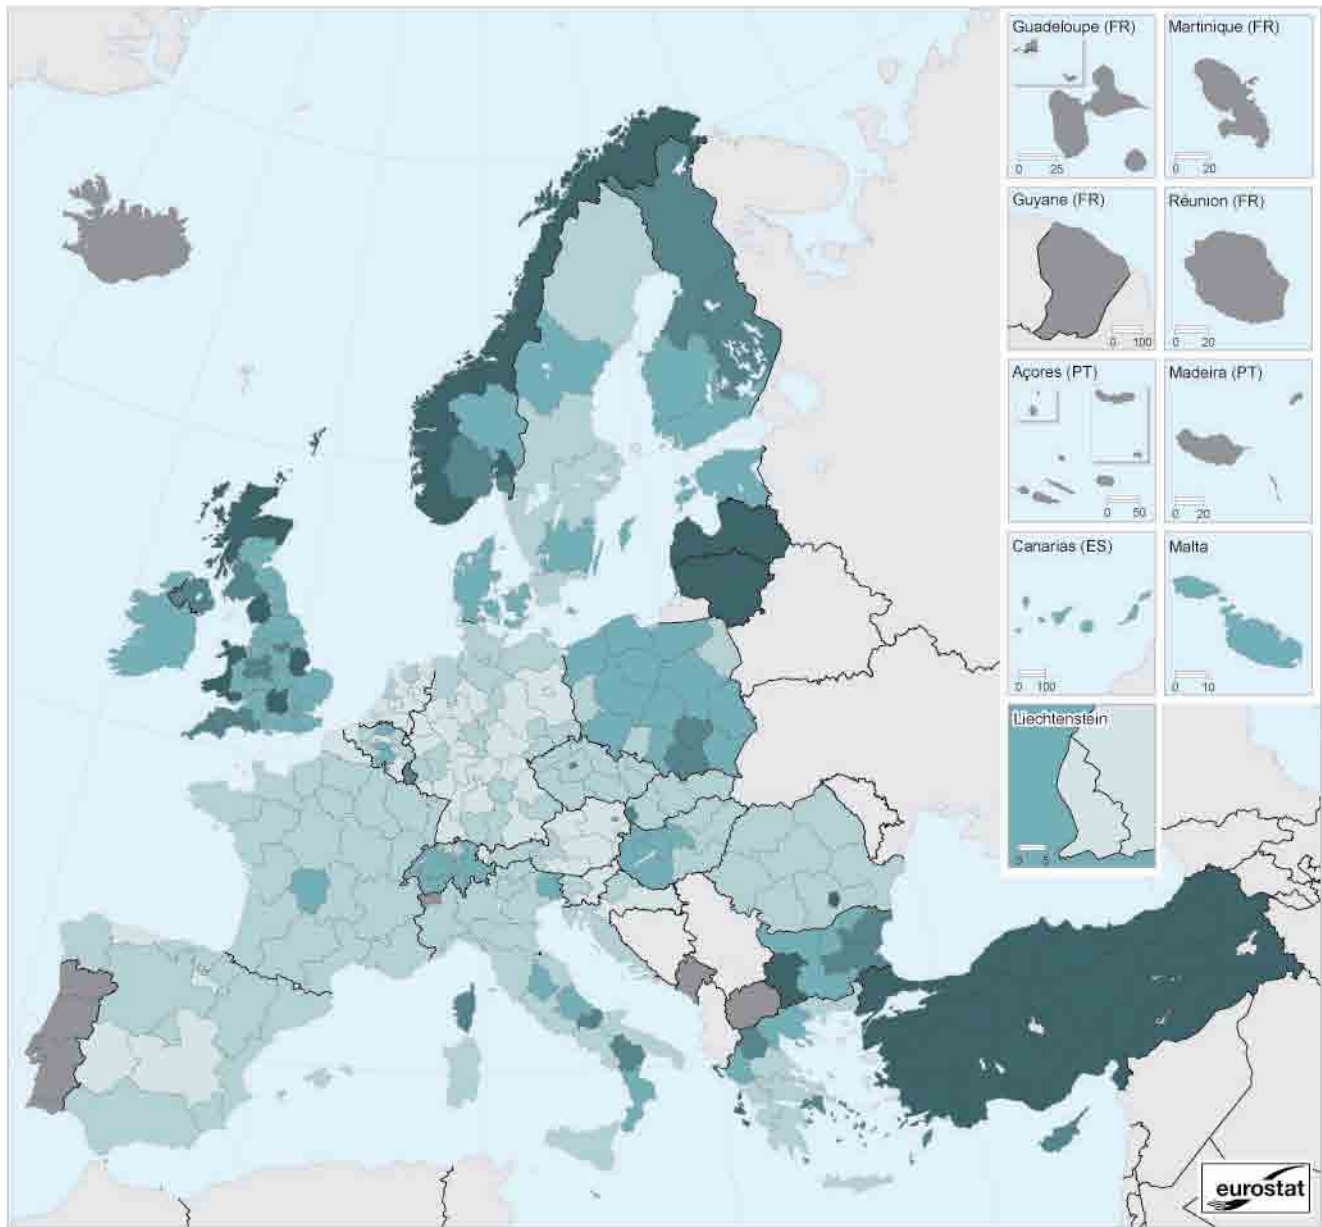 Guadeloupe (FR)
0 25
Martinique (FR)
0 20
Guyane (FR)
0 100
Réunion (FR)
0 20
Açores (PT)
0 50
Madeira (PT)
0 20
Canarias (ES)
0 100
Malta
0 10
Liechtenstein
0 5
eurostat